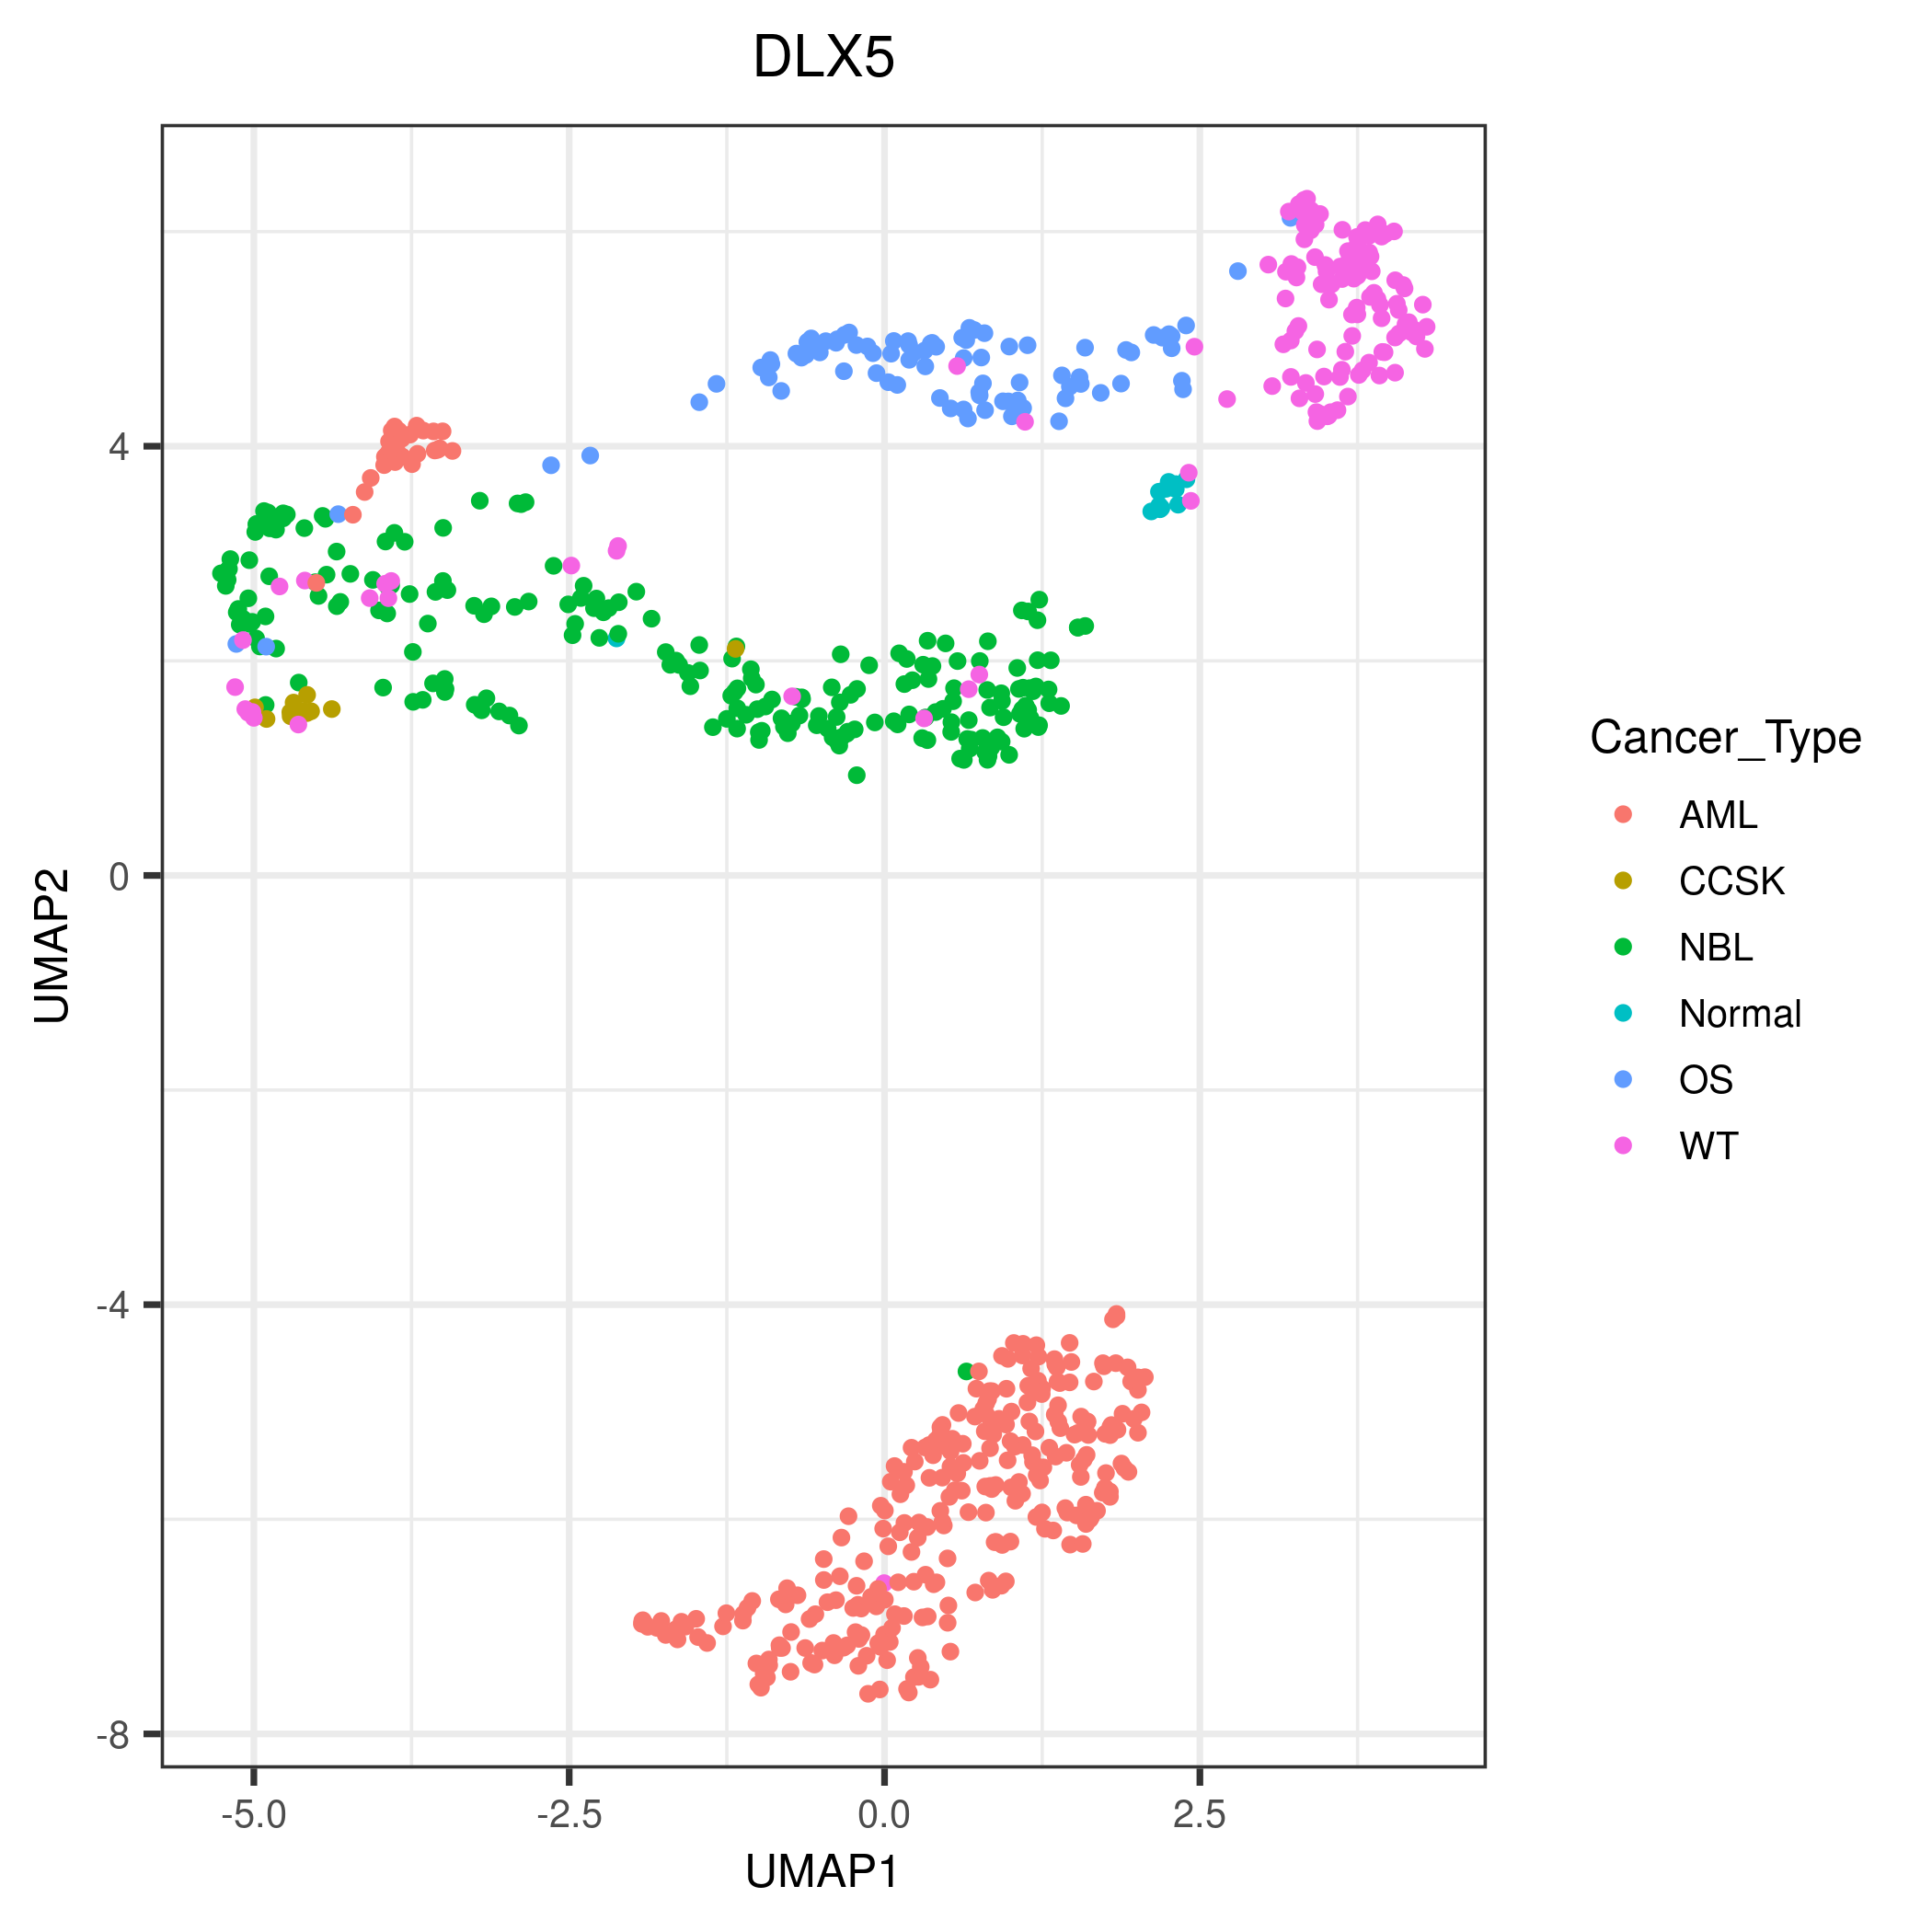 DLX5
4
0
-4
-8
UMAP2
-5.0
-2.5
0.0
2.5
UMAP1
Cancer_Type
AML
CCSK
NBL
Normal
OS
WT